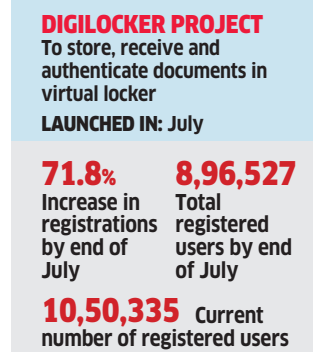 DIGILOCKER PROJECT
To store, receive and
authenticate documents in
virtual locker
LAUNCHED IN: July
71.8%
Increase in
registrations
by end of
July
8,96,527
Total
registered
users by end
of July
10,50,335 Current
number of registered users